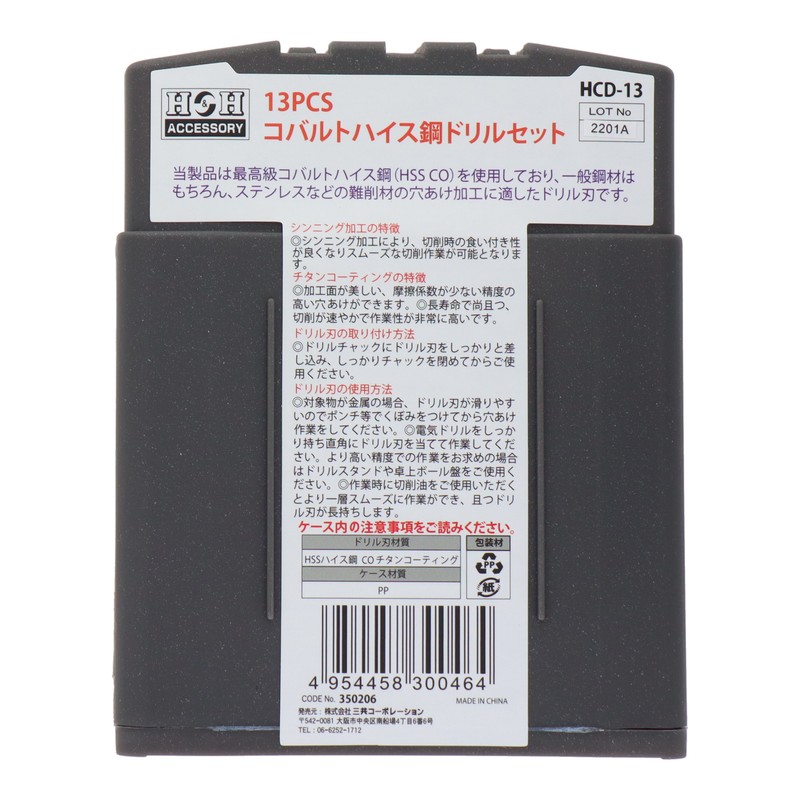 H&H
ACCESSORY
13PCS
コバルトハイス鋼ドリルセット
HCD-13
LOT No
2201A
当製品は最高級コバルトハイス鋼(HSS CO)を使用しており、一般鋼材は
もちろん、ステンレスなどの難削材の穴あけ加工に適したドリル刃です。
シンニング加工の特徴
◎シンニング加工により、切削時の食い付き性
が良くなりスムーズな切削作業が可能となりま
す。
チタンコーティングの特徴
◎加工面が美しい、摩擦係数が少ない精度の
高い穴あけができます。◎長寿命で尚且つ、
切削が速やかで作業性が非常に高いです。
ドリル刃の取り付け方法
◎ドリルチャックにドリル刃をしっかりと差
し込み、しっかりチャックを閉めてからご使
用ください。
ドリル刃の使用方法
◎対象物が金属の場合、ドリル刃が滑りやす
いのでポンチ等でくぼみをつけてから穴あけ
作業をしてください。◎電気ドリルをしっか
り持ち直角にドリル刃を当てて作業してくだ
さい。より高い精度での作業をお求めの場合
はドリルスタンドや卓上ボール盤をご使用く
ださい。◎作業時に切削油をご使用いただく
とより一層スムーズに作業ができ、且つドリ
ル刃が長持ちします。
ケース内の注意事項をご読みください。
ドリル刃材質
HSSハイス鋼 COチタンコーティング
ケース材質
PP
包装材
PP
紙
4 954458 300464
CODE No. 350206
MADE IN CHINA
発売元：株式会社 三共コーポレーション
〒542-0081 大阪市中央区南船場4丁目6番6号
TEL：06-6252-1712